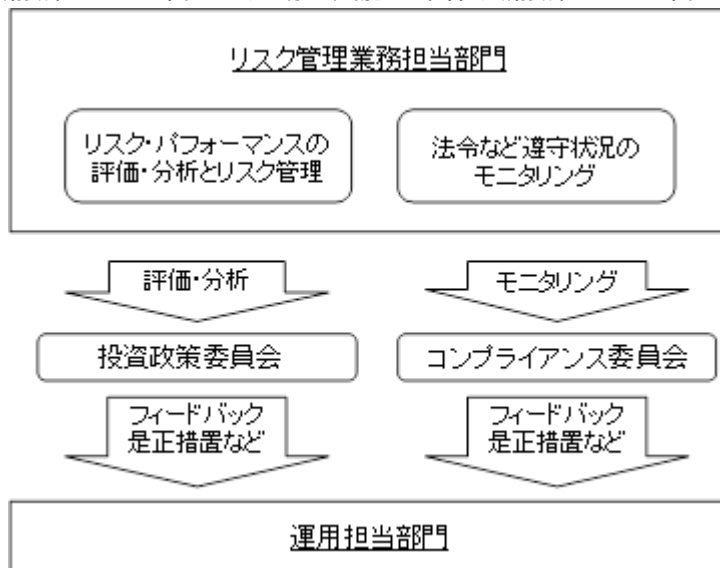 リスク管理業務担当部門
リスク・パフォーマンスの
評価・分析とリスク管理
法令など遵守状況の
モニタリング
評価・分析
モニタリング
投資政策委員会
コンプライアンス委員会
フィードバック
是正措置など
フィードバック
是正措置など
運用担当部門